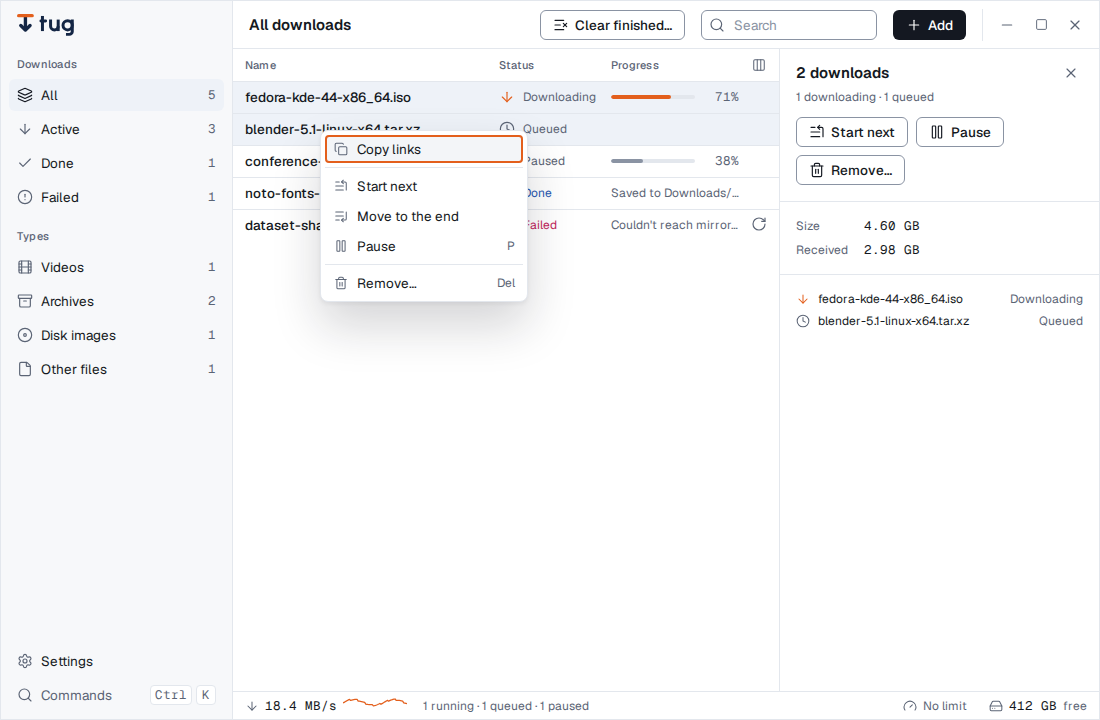 tug
All downloads
Clear finished...
Search
Add
Downloads
All 5
Active 3
Done 1
Failed 1
Types
Videos 1
Archives 2
Disk images 1
Other files 1
Settings
Commands Ctrl K
Name Status Progress
fedora-kde-44-x86_64.iso Downloading 71%
blender-5.1-linux-x64.tar.xz Queued
conference- Paused 38%
noto-fonts- Done Saved to Downloads/...
dataset-sha Failed Couldn't reach mirror...
Copy links
Start next
Move to the end
Pause P
Remove... Del
2 downloads
1 downloading · 1 queued
Start next
Pause
Remove...
Size 4.60 GB
Received 2.98 GB
fedora-kde-44-x86_64.iso Downloading
blender-5.1-linux-x64.tar.xz Queued
18.4 MB/s 1 running · 1 queued · 1 paused No limit 412 GB free